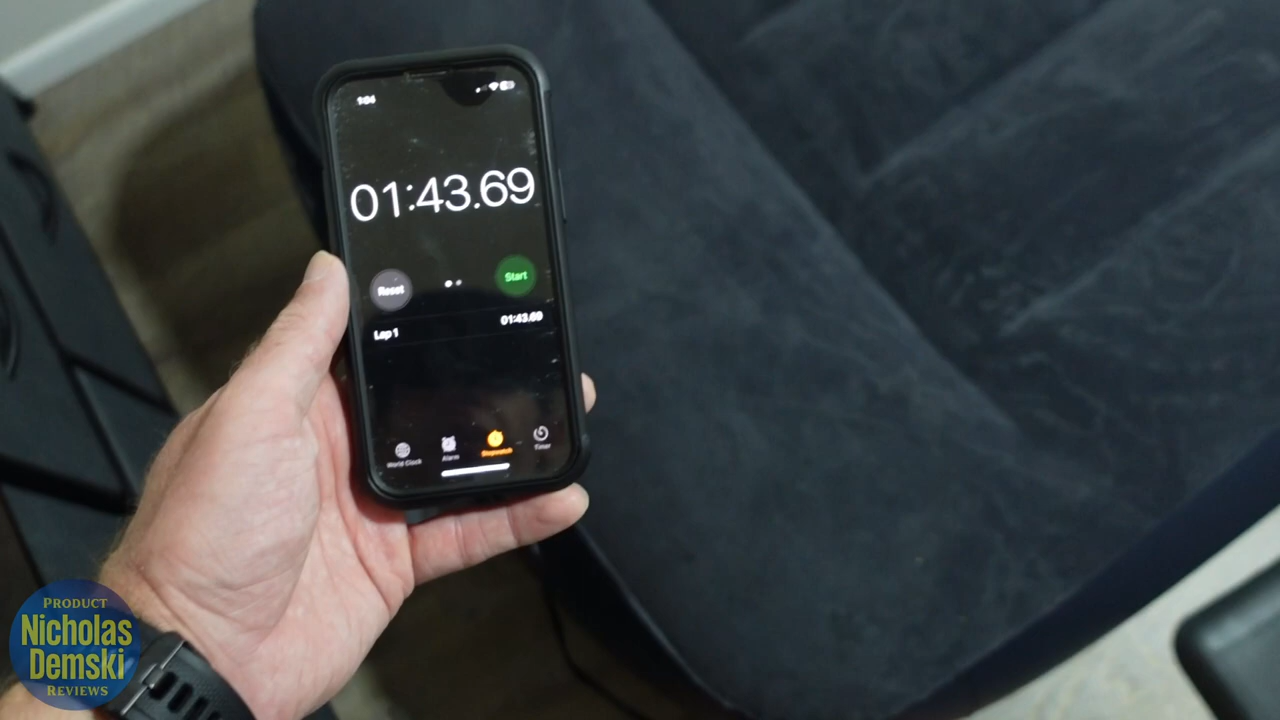 1:04
01:43.69
Reset
Start
Lap 1
01:43.69
World Clock
Alarm
Stopwatch
Timer
PRODUCT
Nicholas
Demski
REVIEWS